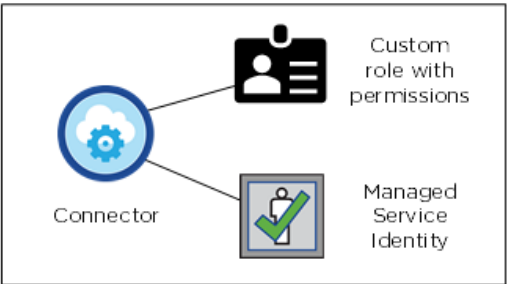 Custom
role with
permissions
Connector
Managed
Service
Identity